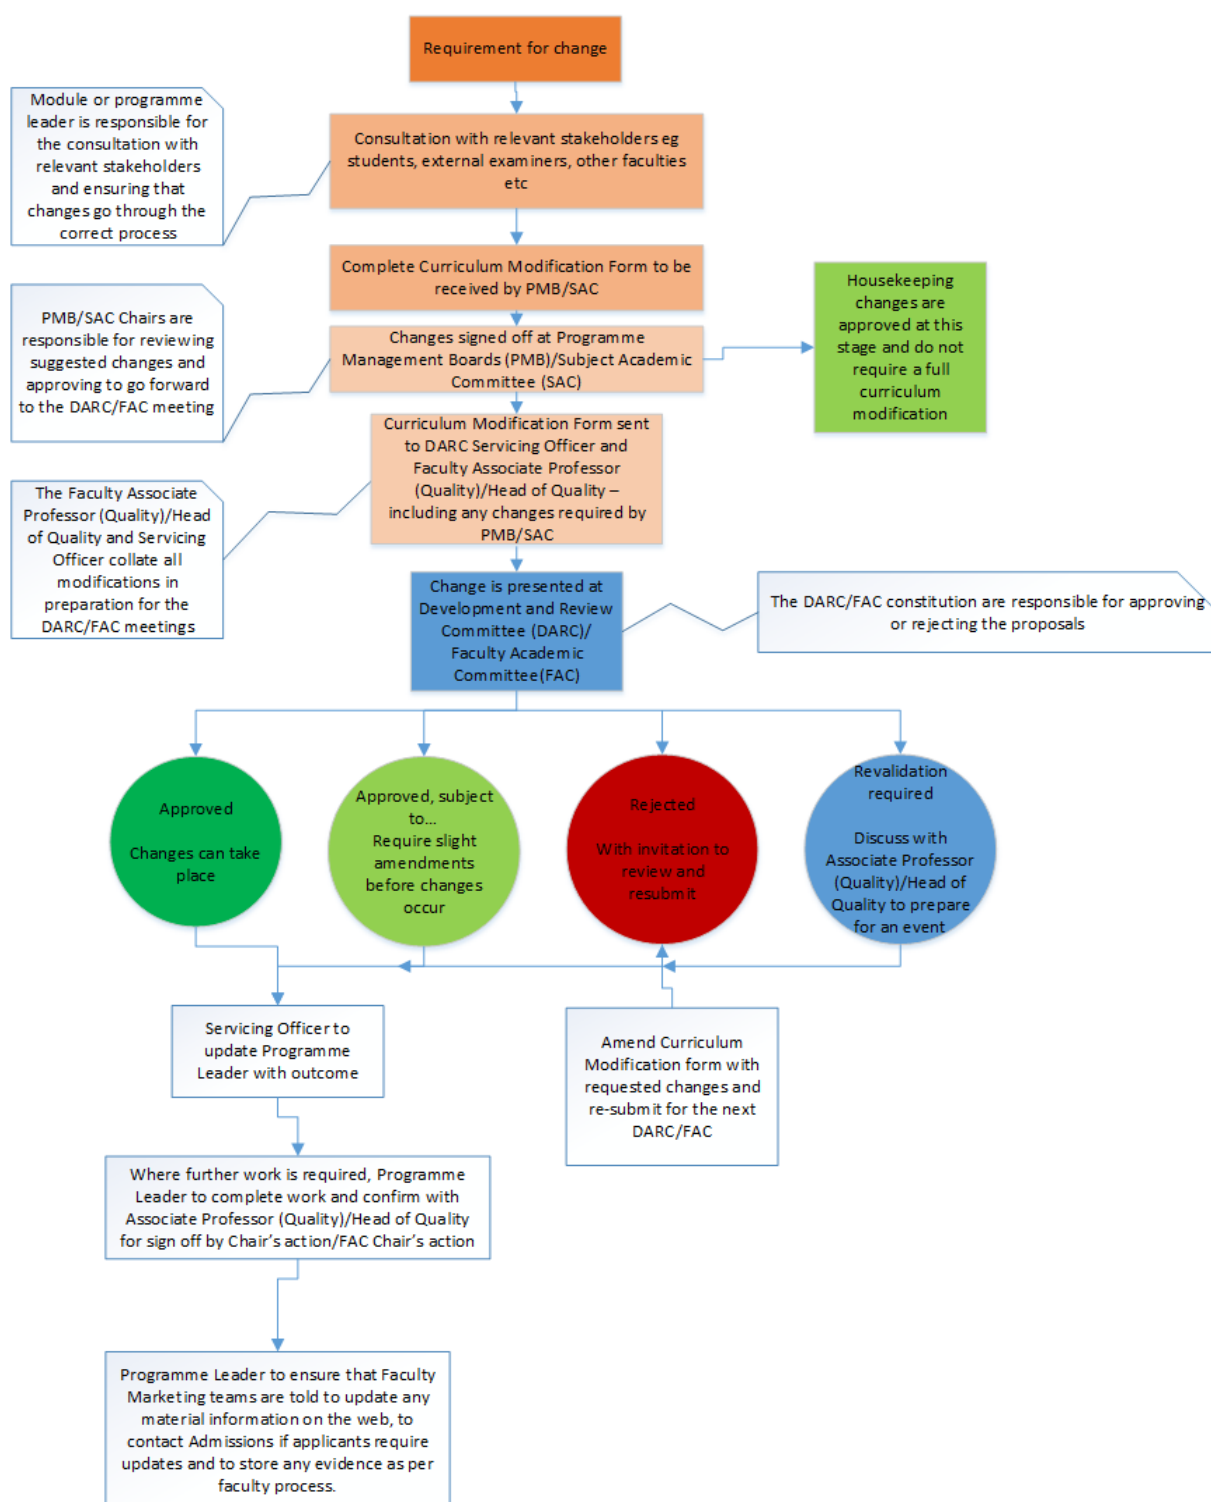 Requirement for change
Module or programme
leader is responsible for
the consultation with
relevant stakeholders
and ensuring that
changes go through the
correct process
Consultation with relevant stakeholders eg
students, external examiners, other faculties
etc
Complete Curriculum Modification Form to be
received by PMB/SAC
Housekeeping
changes are
approved at this
stage and do not
require a full
curriculum
modification
PMB/SAC Chairs are
responsible for reviewing
suggested changes and
approving to go forward
to the DARC/FAC meeting
Changes signed off at Programme
Management Boards (PMB)/Subject Academic
Committee (SAC)
Curriculum Modification Form sent
to DARC Servicing Officer and
Faculty Associate Professor
(Quality)/Head of Quality –
including any changes required by
PMB/SAC
The Faculty Associate
Professor (Quality)/Head
of Quality and Servicing
Officer collate all
modifications in
preparation for the
DARC/FAC meetings
Change is presented at
Development and Review
Committee (DARC)/
Faculty Academic
Committee(FAC)
The DARC/FAC constitution are responsible for approving
or rejecting the proposals
Approved
Changes can take
place
Approved, subject
to...
Require slight
amendments
before changes
occur
Rejected
With invitation to
review and
resubmit
Revalidation
required
Discuss with
Associate Professor
(Quality)/Head of
Quality to prepare
for an event
Servicing Officer to
update Programme
Leader with outcome
Amend Curriculum
Modification form with
requested changes and
re-submit for the next
DARC/FAC
Where further work is required, Programme
Leader to complete work and confirm with
Associate Professor (Quality)/Head of Quality
for sign off by Chair's action/FAC Chair's action
Programme Leader to ensure that Faculty
Marketing teams are told to update any
material information on the web, to
contact Admissions if applicants require
updates and to store any evidence as per
faculty process.